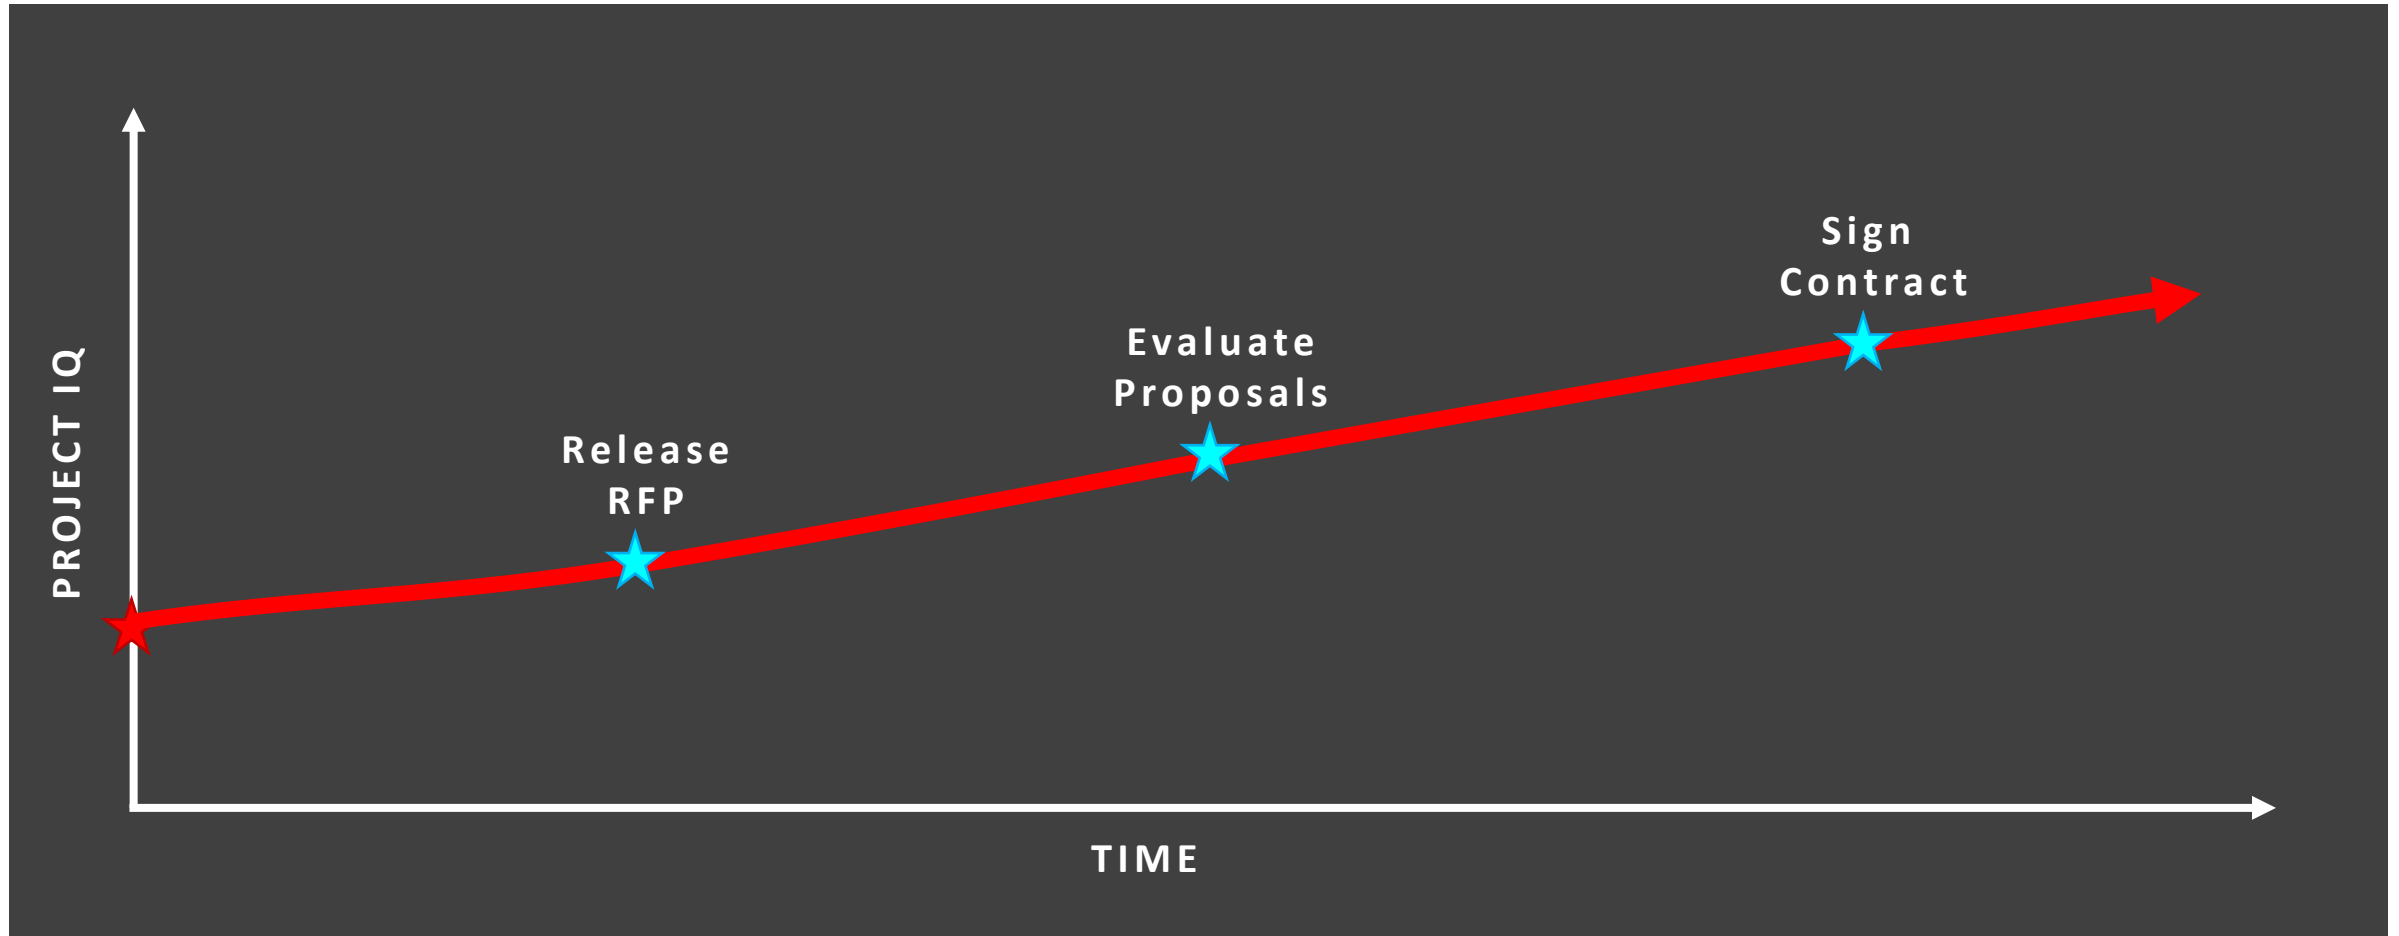 Sign
Contract
Evaluate
Proposals
Release
RFP
PROJECT IQ
TIME